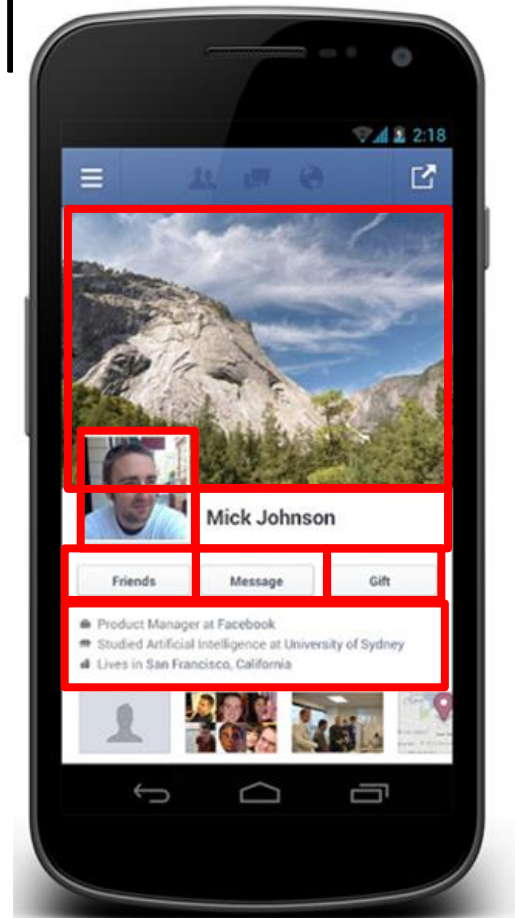 2:18
Mick Johnson
Friends Message Gift
Product Manager at Facebook
Studied Artificial Intelligence at University of Sydney
Lives in San Francisco, California